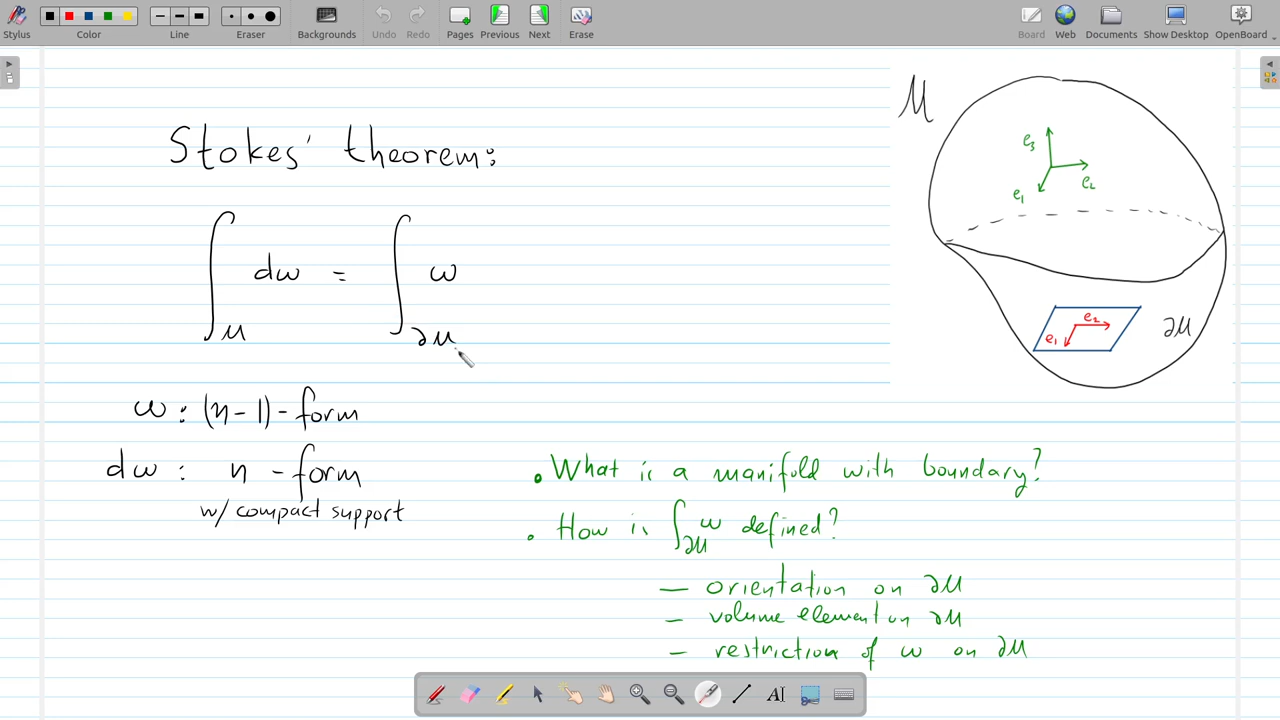 Stylus Color Line Eraser Backgrounds Undo Redo Pages Previous Next Erase Board Web Documents Show Desktop OpenBoard
Stokes' theorem:
∫_M dω = ∫_∂M ω
ω : (n-1)-form
dω : n-form
w/ compact support
M
e₃
e₂
e₁
e₂
e₁
∂M
• What is a manifold with boundary?
• How is ∫_∂M ω defined?
— orientation on ∂M
— volume element on ∂M
— restriction of ω on ∂M
AI